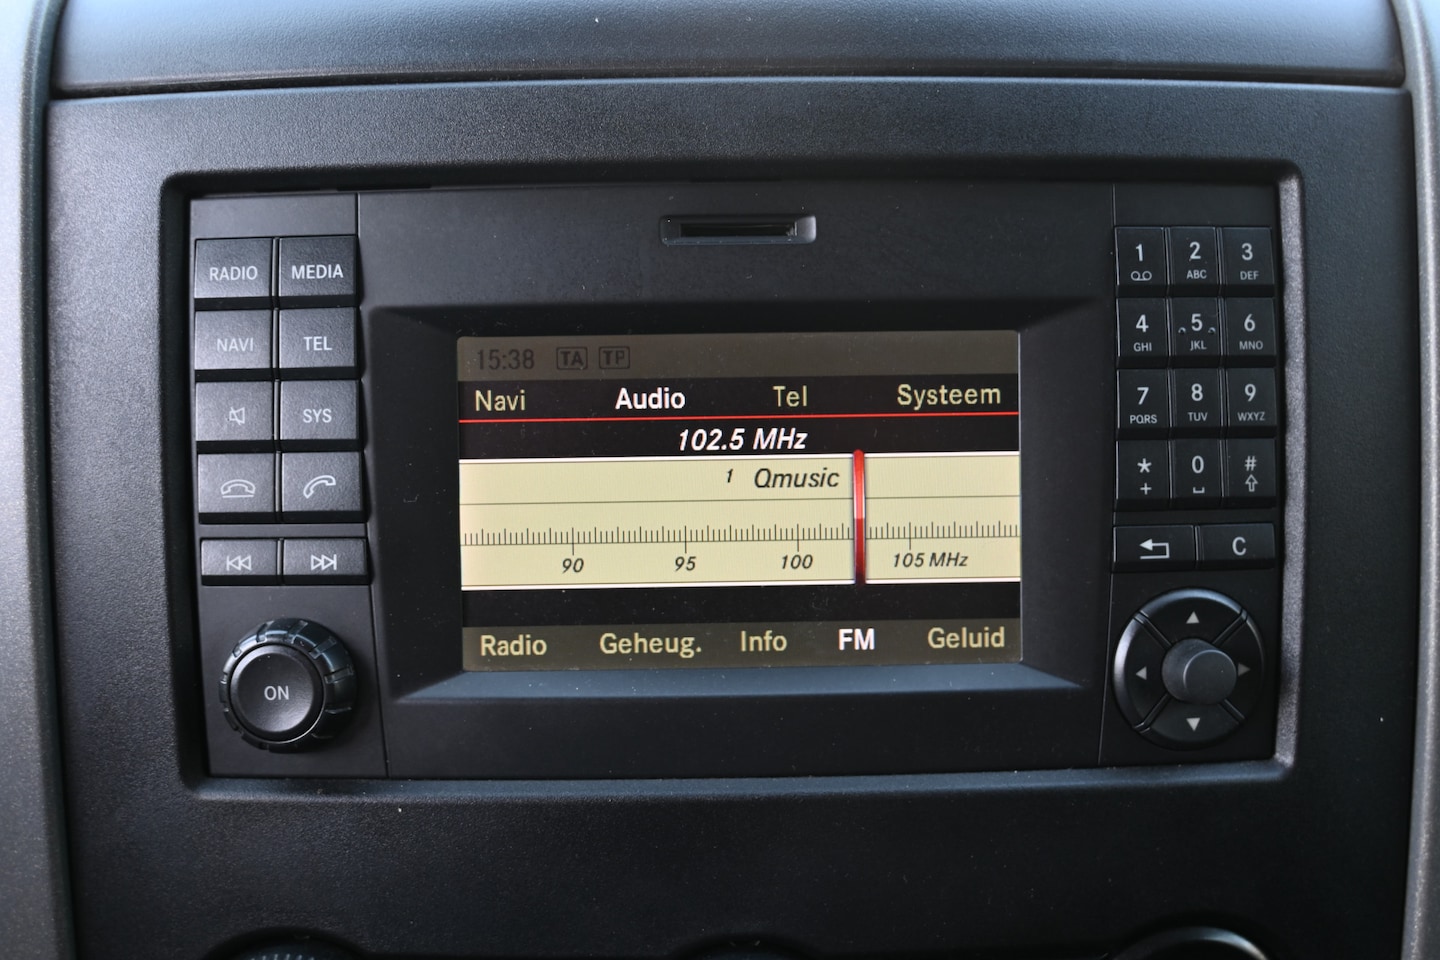 RADIO MEDIA
NAVI TEL
SYS
ON
15:38 TA TP
Navi Audio Tel Systeem
102.5 MHz
1 Qmusic
90 95 100 105 MHz
Radio Geheug. Info FM Geluid
1 2 3
ABC DEF
4 5 6
GHI JKL MNO
7 8 9
PQRS TUV WXYZ
* 0 #
+
C